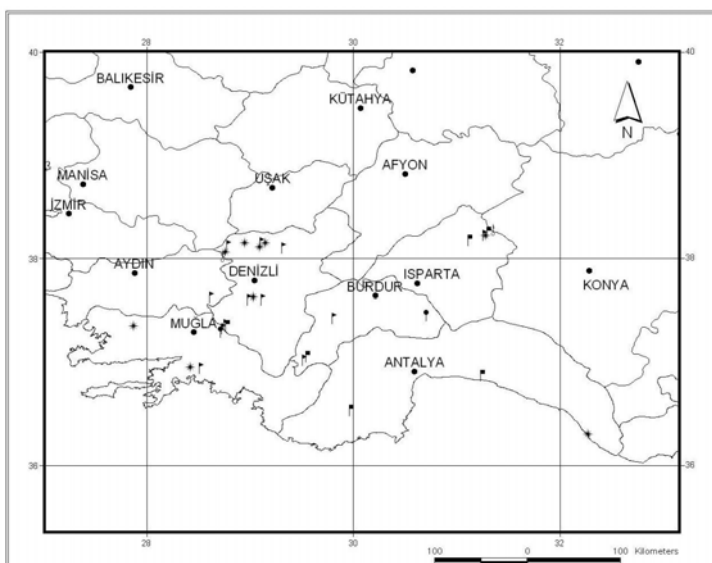 28 30 32
40 40
BALIKESİR
KÜTAHYA
N
AFYON
MANİSA
UŞAK
İZMİR
38 38
AYDIN
DENİZLİ
ISPARTA
BURDUR
KONYA
MUĞLA
ANTALYA
36 36
28 30 32
100 0 100 Kilometers